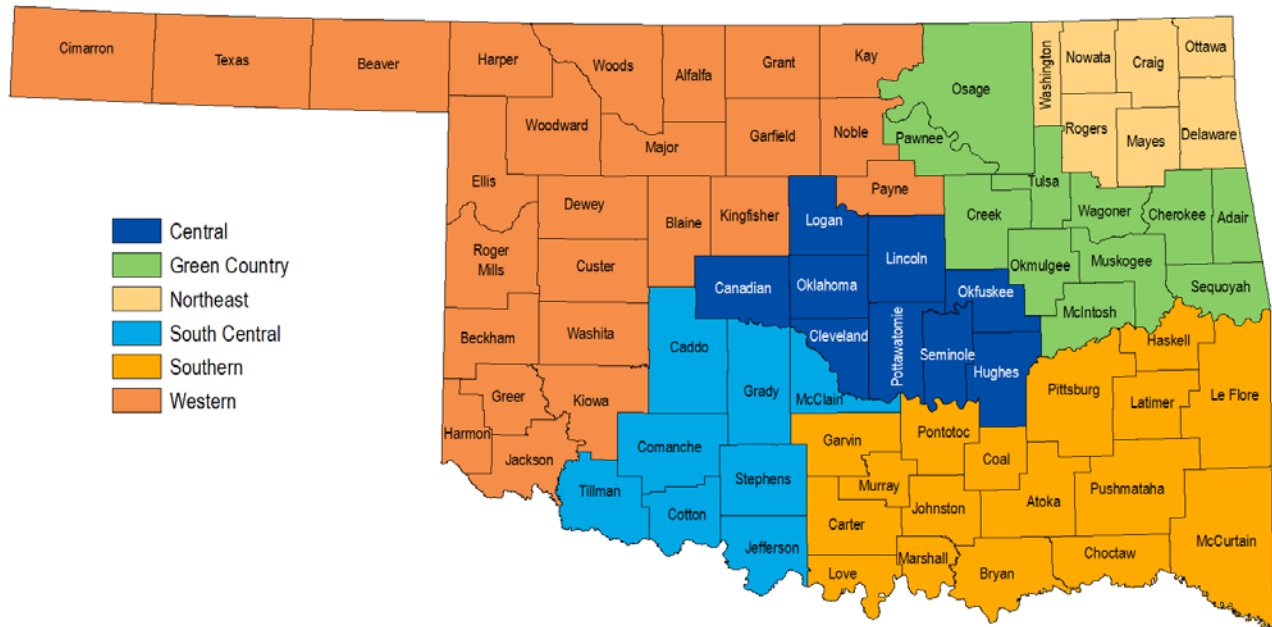 Cimarron
Texas
Beaver
Harper
Woods
Alfalfa
Grant
Kay
Osage
Washington
Nowata
Craig
Ottawa
Woodward
Major
Garfield
Noble
Pawnee
Rogers
Mayes
Delaware
Ellis
Dewey
Blaine
Kingfisher
Logan
Payne
Creek
Tulsa
Wagoner
Cherokee
Adair
Roger
Mills
Custer
Canadian
Oklahoma
Lincoln
Okfuskee
Okmulgee
Muskogee
Sequoyah
Beckham
Washita
Caddo
Cleveland
Pottawatomie
Seminole
Hughes
McIntosh
Haskell
Harmon
Greer
Kiowa
Grady
McClain
Pittsburg
Latimer
Le Flore
Jackson
Comanche
Garvin
Pontotoc
Coal
Tillman
Stephens
Murray
Atoka
Pushmataha
Cotton
Carter
Johnston
McCurtain
Jefferson
Love
Marshall
Bryan
Choctaw
Central
Green Country
Northeast
South Central
Southern
Western